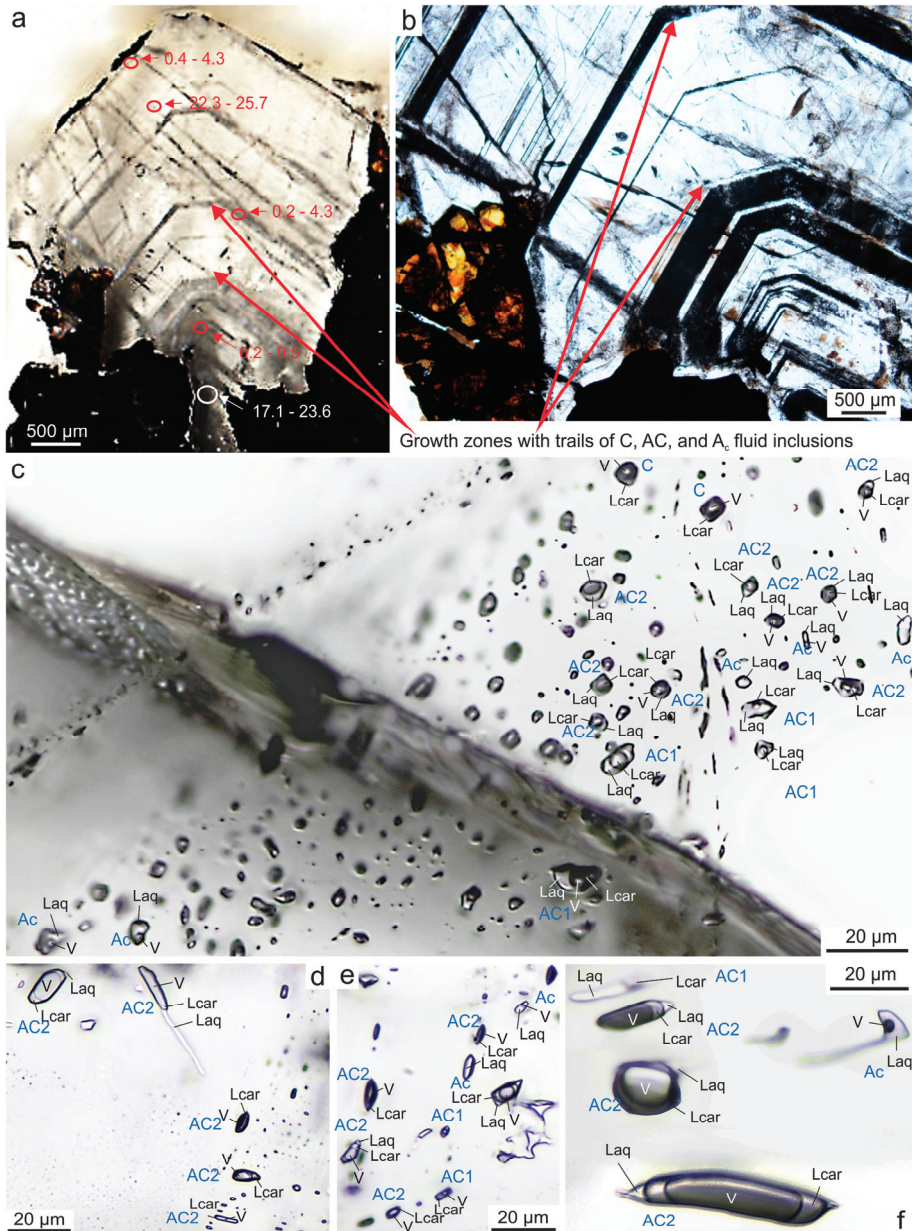 a
0.4 - 4.3
22.3 - 25.7
0.2 - 4.3
0.2 - 0.5
17.1 - 23.6
500 µm
b
500 µm
Growth zones with trails of C, AC, and Ac fluid inclusions
c
V
C
Lcar
C
V
Lcar
AC2
Laq
V
Lcar
Lcar
AC2
Laq
AC2
Lcar
Laq
AC2
Laq
Lcar
V
AC2
Laq
Lcar
V
Laq
V
Ac
Laq
Ac
AC2
Lcar
Laq
Lcar
V
AC2
Laq
Ac
Laq
V
Laq
AC2
Lcar
Lcar
AC2
Laq
Lcar
Laq
AC1
AC1
Laq
Lcar
Laq
Lcar
AC1
Laq
V
Lcar
AC1
Laq
Ac
V
Laq
Ac
V
20 µm
d
V
Laq
Lcar
AC2
V
AC2
Lcar
Laq
V
AC2
Lcar
V
AC2
Lcar
Lcar
AC2
V
20 µm
e
Ac
Laq
V
AC2
V
Lcar
Laq
Ac
AC2
V
Lcar
Laq
V
AC1
AC2
Laq
Lcar
V
AC1
Laq
Lcar
AC2
Lcar
V
20 µm
20 µm
Lcar
AC1
Laq
V
Laq
Lcar
AC2
V
Laq
Ac
V
Laq
AC2
Lcar
Laq
V
Lcar
AC2
f